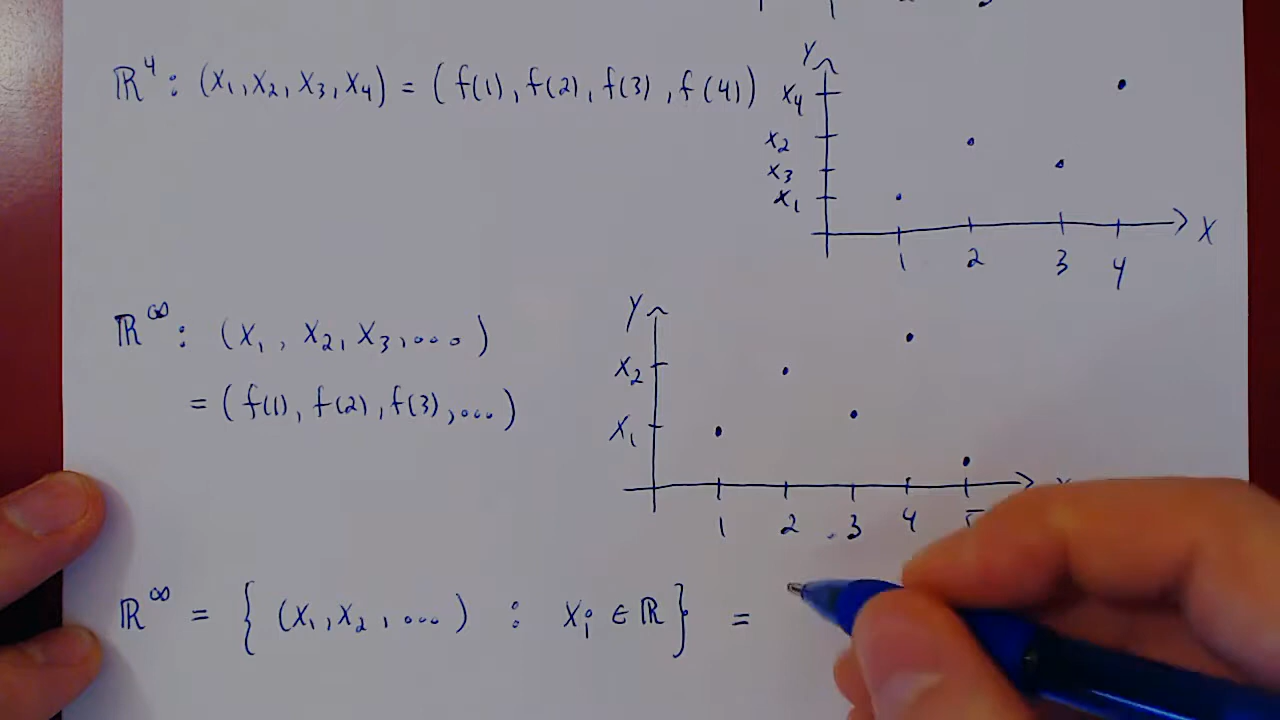 ℝ⁴ : (x₁, x₂, x₃, x₄) = (f(1), f(2), f(3), f(4))
y
x₄
x₂
x₃
x₁
x
1 2 3 4
ℝ^∞ : (x₁, x₂, x₃, ...)
= (f(1), f(2), f(3), ...)
y
x₂
x₁
1 2 3 4
ℝ^∞ = { (x₁, x₂, ...) : xᵢ ∈ ℝ } =